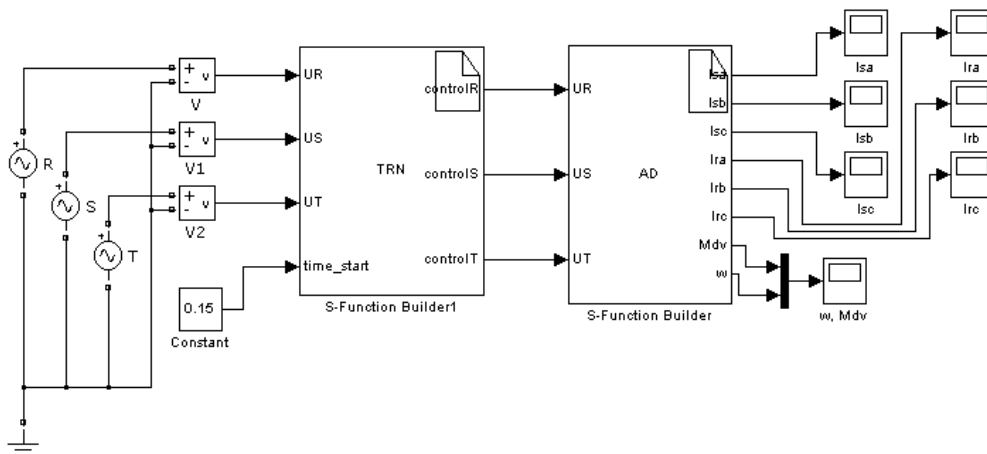 R
S
T
+
-
v
V
+
-
v
V1
+
-
v
V2
+
+
+
0.15
Constant
UR
US
UT
time_start
TRN
controlR
controlS
controlT
S-Function Builder1
UR
US
UT
AD
Isa
Isb
Isc
Ira
Irb
Irc
Mdv
w
S-Function Builder
Isa
Isb
Isc
Ira
Irb
Irc
w, Mdv